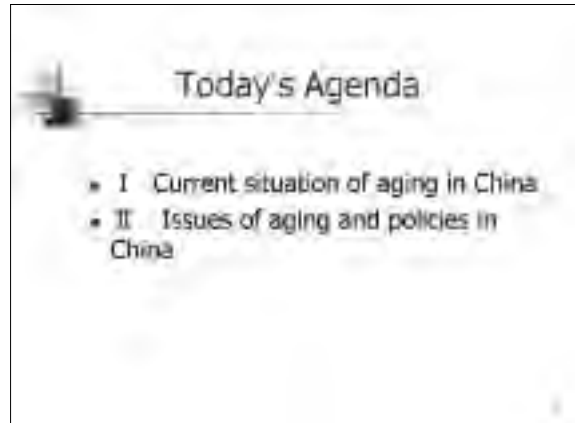 Today's Agenda
▪ Ⅰ Current situation of aging in China
▪ Ⅱ Issues of aging and policies in
China